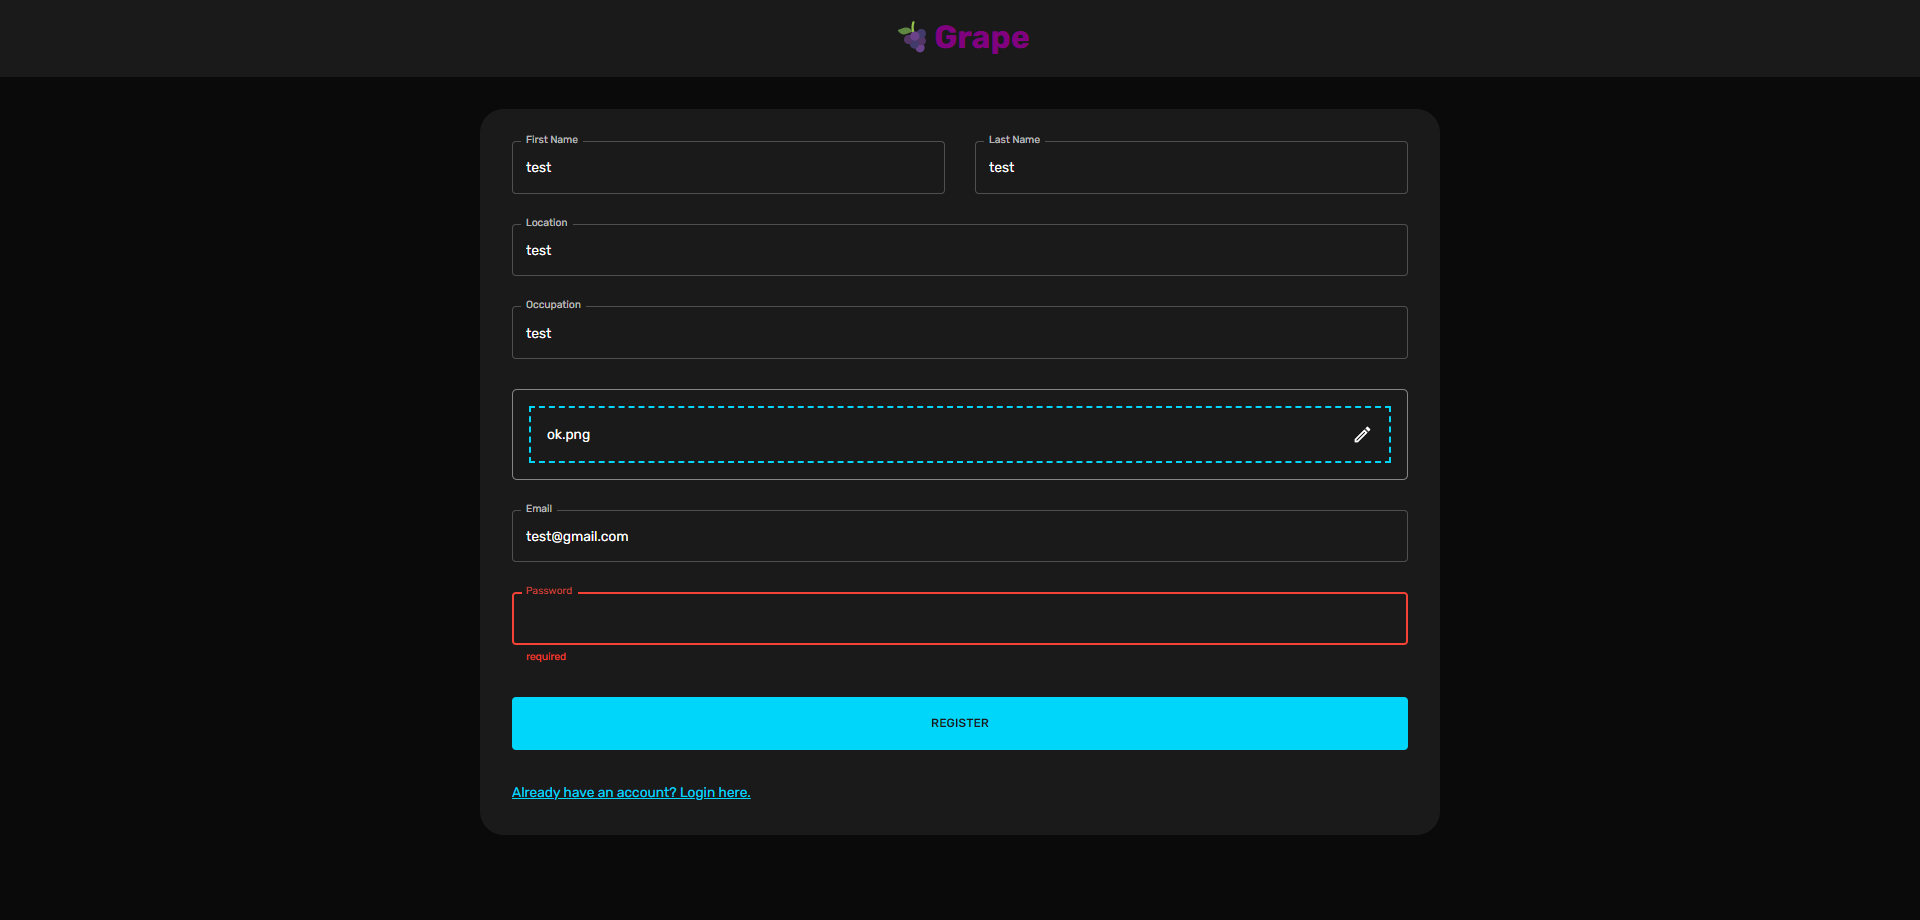 Grape
First Name
test
Last Name
test
Location
test
Occupation
test
ok.png
Email
test@gmail.com
Password
required
REGISTER
Already have an account? Login here.